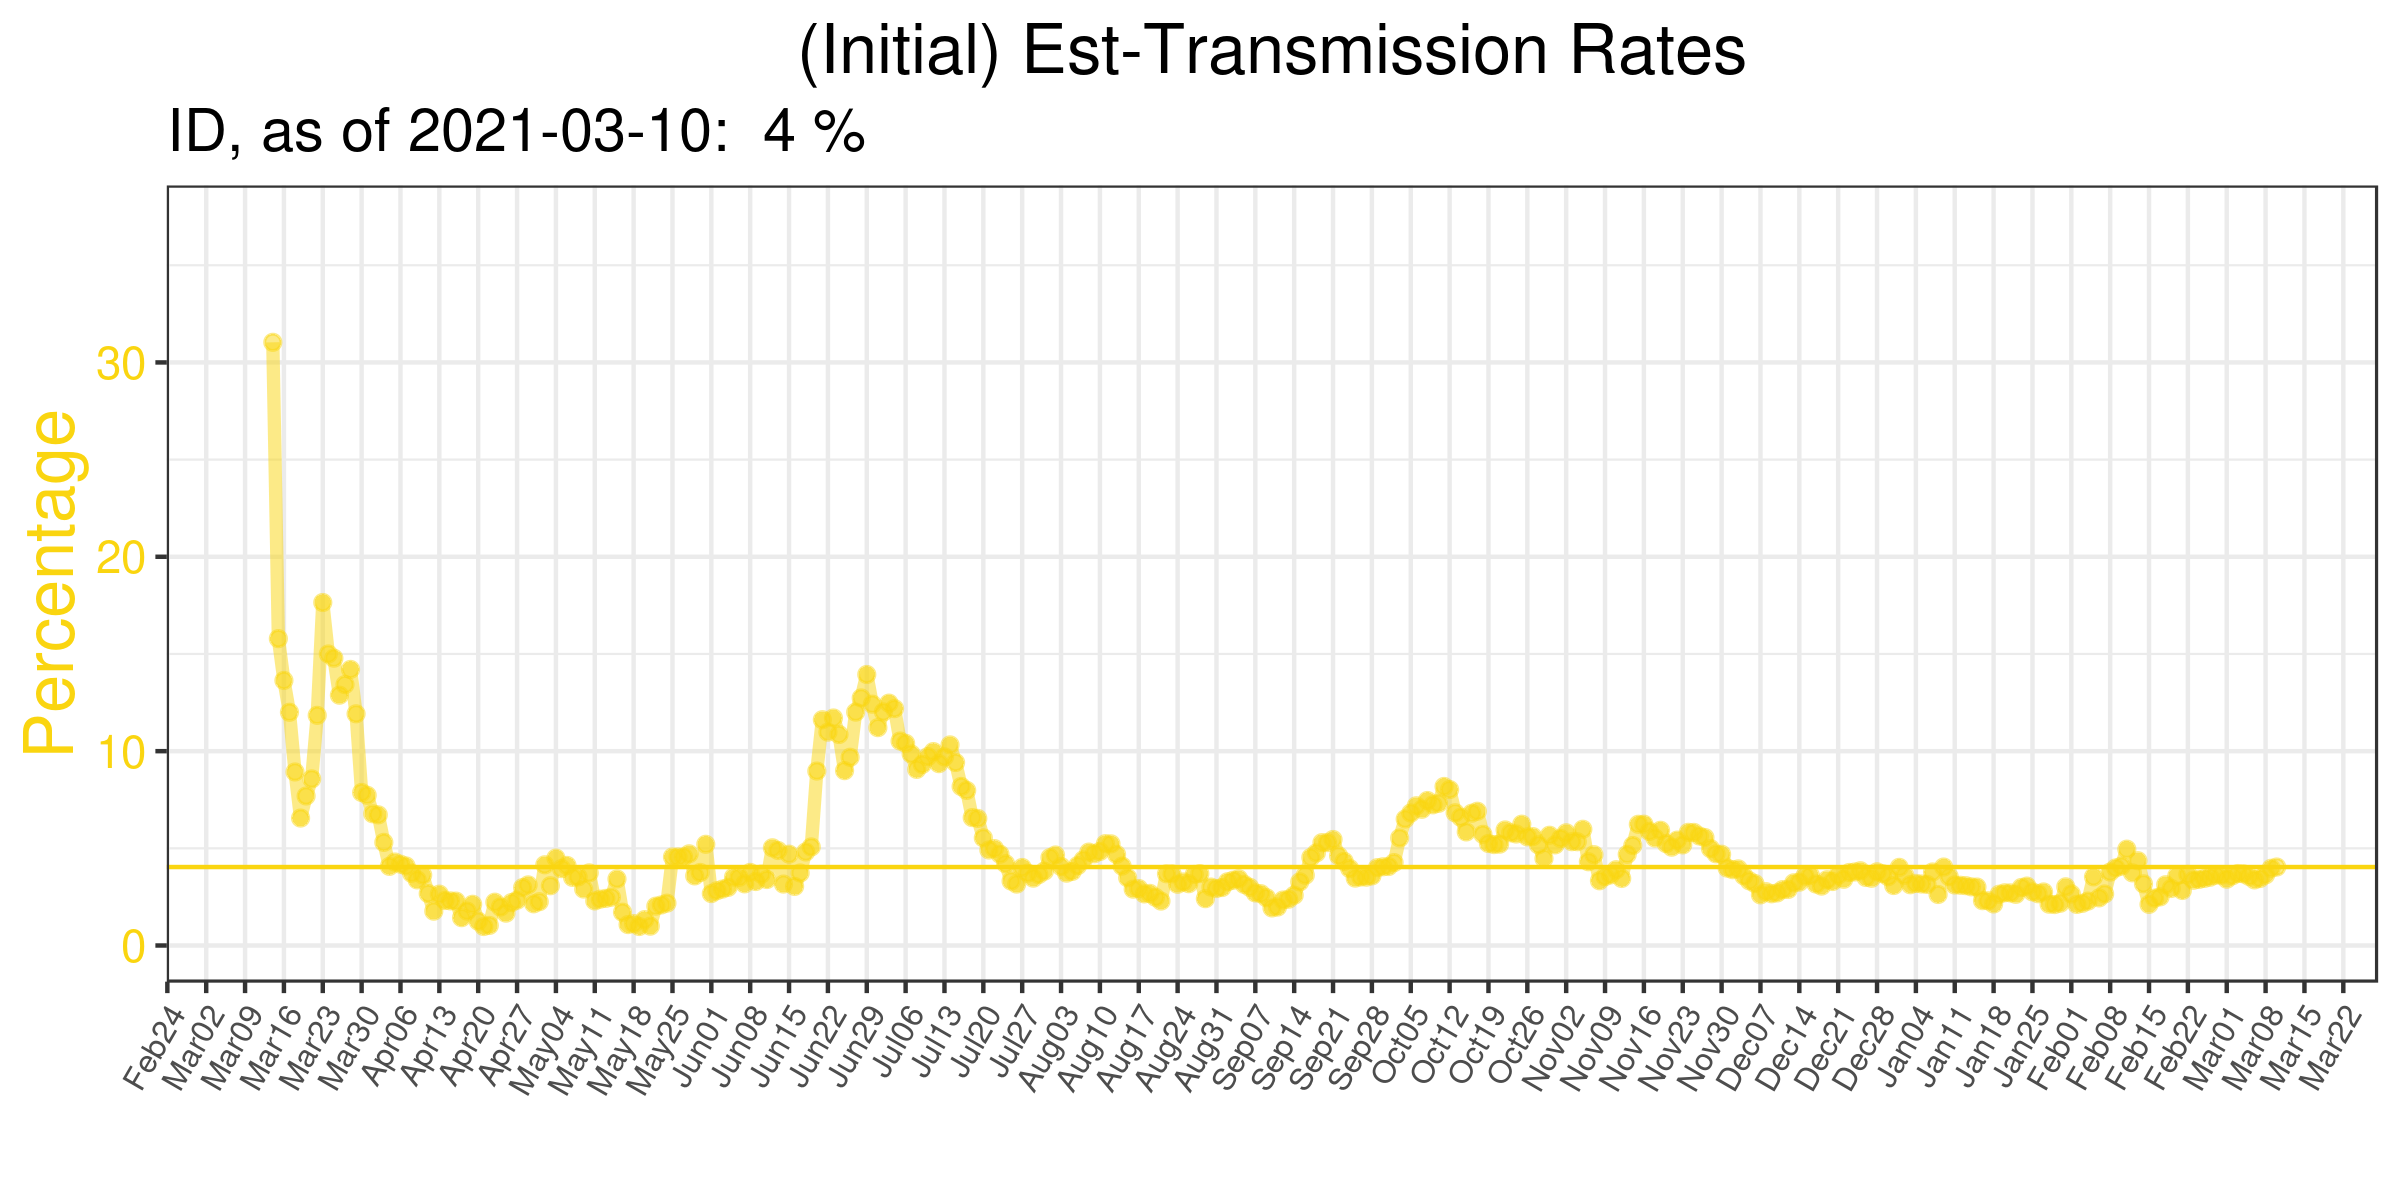 (Initial) Est-Transmission Rates
ID, as of 2021-03-10:  4 %
Percentage
30
20
10
0
Feb24
Mar02
Mar09
Mar16
Mar23
Mar30
Apr06
Apr13
Apr20
Apr27
May04
May11
May18
May25
Jun01
Jun08
Jun15
Jun22
Jun29
Jul06
Jul13
Jul20
Jul27
Aug03
Aug10
Aug17
Aug24
Aug31
Sep07
Sep14
Sep21
Sep28
Oct05
Oct12
Oct19
Oct26
Nov02
Nov09
Nov16
Nov23
Nov30
Dec07
Dec14
Dec21
Dec28
Jan04
Jan11
Jan18
Jan25
Feb01
Feb08
Feb15
Feb22
Mar01
Mar08
Mar15
Mar22